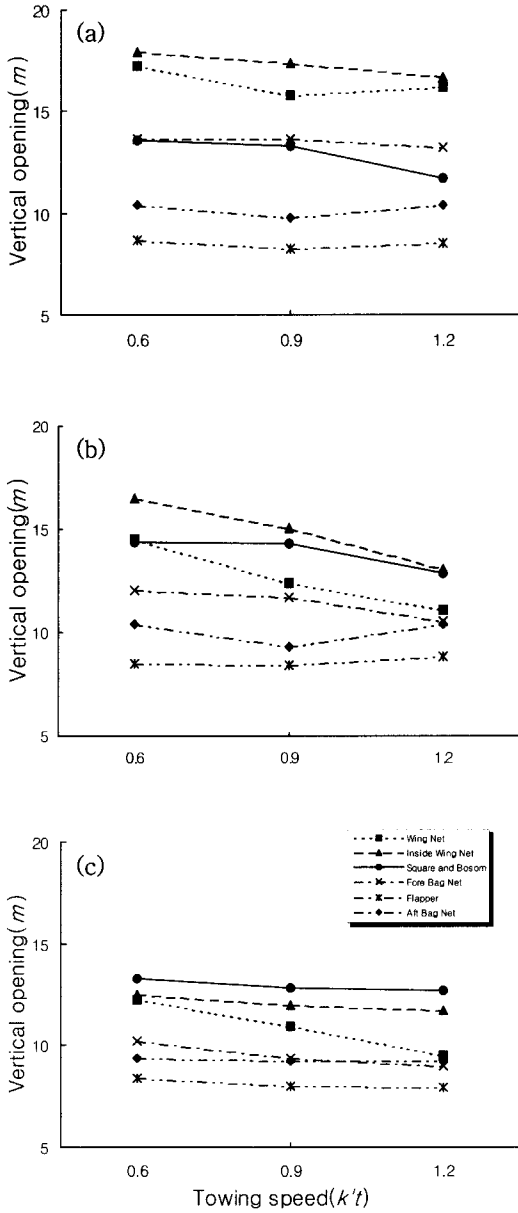 (a)
Vertical opening(m)
20
15
10
5
0.6 0.9 1.2
(b)
Vertical opening(m)
20
15
10
5
0.6 0.9 1.2
(c)
Vertical opening(m)
20
15
10
5
0.6 0.9 1.2
Wing Net
Inside Wing Net
Square and Bosom
Fore Bag Net
Flapper
Aft Bag Net
Towing speed(k't)